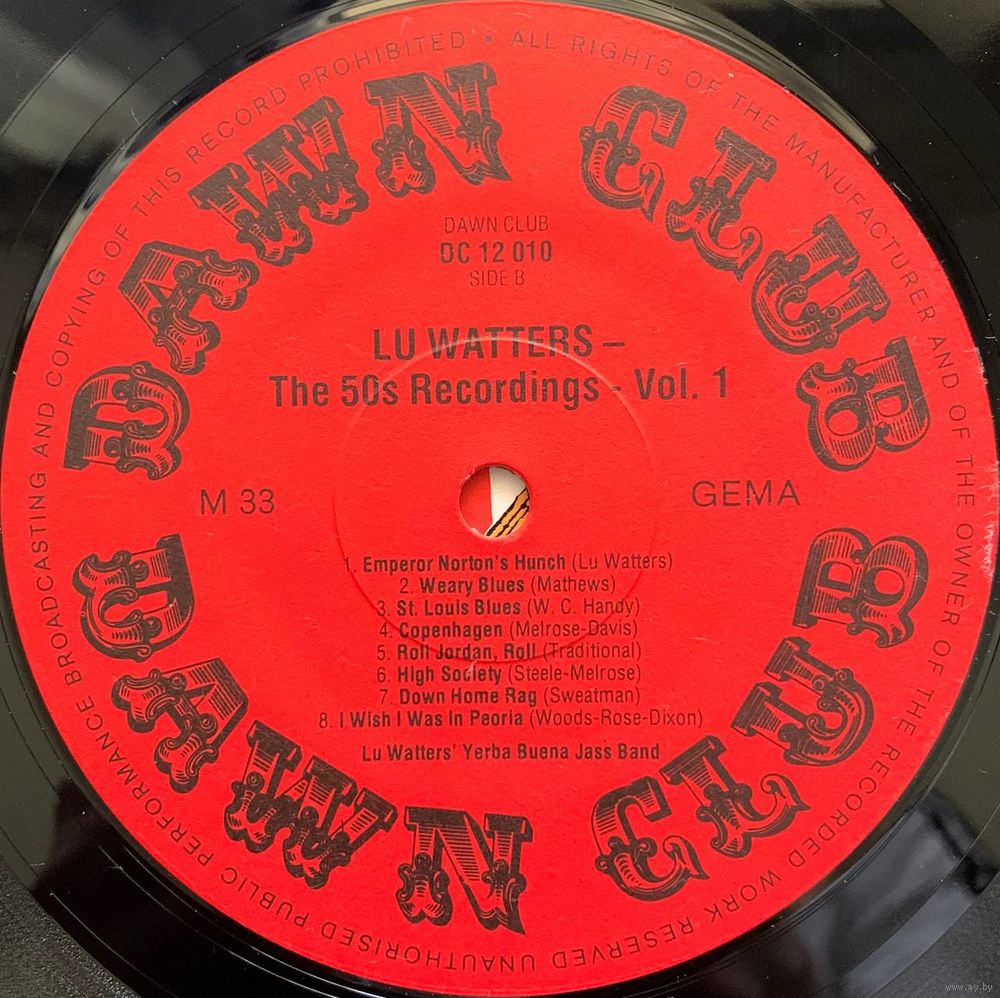 DAWN CLUB
DAWN CLUB
ALL RIGHTS OF THE MANUFACTURER AND OF THE OWNER OF THE RECORDED WORK RESERVED UNAUTHORISED PUBLIC PERFORMANCE BROADCASTING AND COPYING OF THIS RECORD PROHIBITED •
DAWN CLUB
DC 12 010
SIDE B
LU WATTERS –
The 50s Recordings - Vol. 1
M 33
GEMA
1. Emperor Norton's Hunch (Lu Watters)
2. Weary Blues (Mathews)
3. St. Louis Blues (W. C. Handy)
4. Copenhagen (Melrose-Davis)
5. Roll Jordan, Roll (Traditional)
6. High Society (Steele-Melrose)
7. Down Home Rag (Sweatman)
8. I Wish I Was In Peoria (Woods-Rose-Dixon)
Lu Watters' Yerba Buena Jass Band
www.ay.by